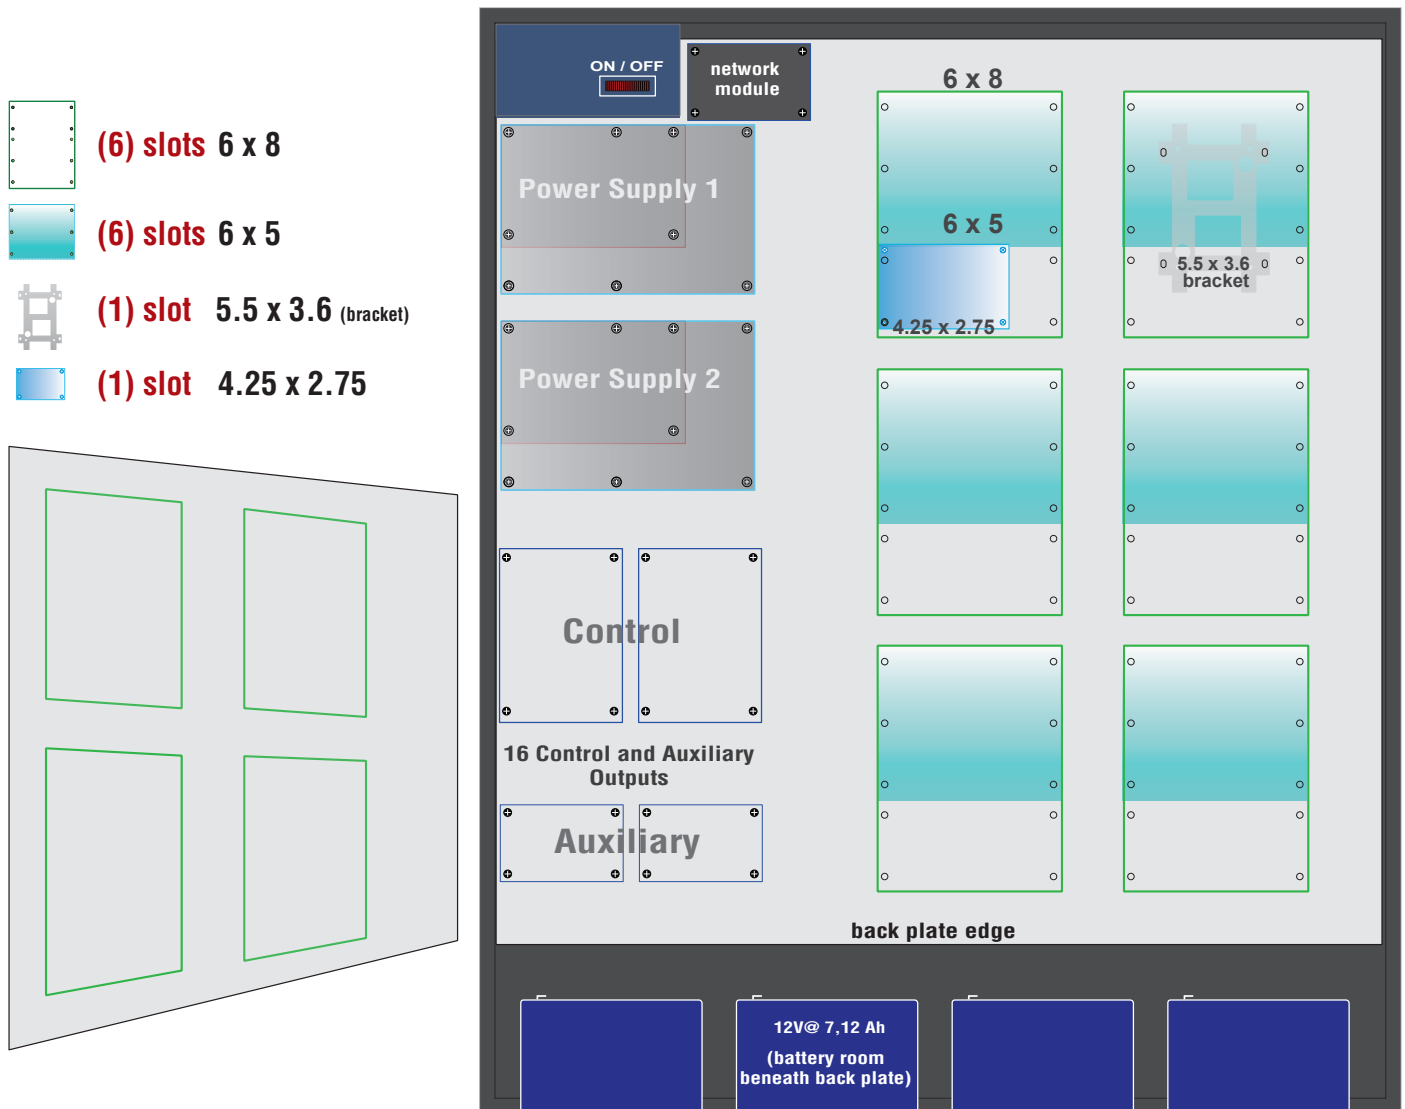 (6) slots 6 x 8
(6) slots 6 x 5
(1) slot 5.5 x 3.6 (bracket)
(1) slot 4.25 x 2.75
ON / OFF
network
module
Power Supply 1
Power Supply 2
Control
16 Control and Auxiliary
Outputs
Auxiliary
6 x 8
6 x 5
4.25 x 2.75
5.5 x 3.6
bracket
back plate edge
12V@ 7,12 Ah
(battery room
beneath back plate)